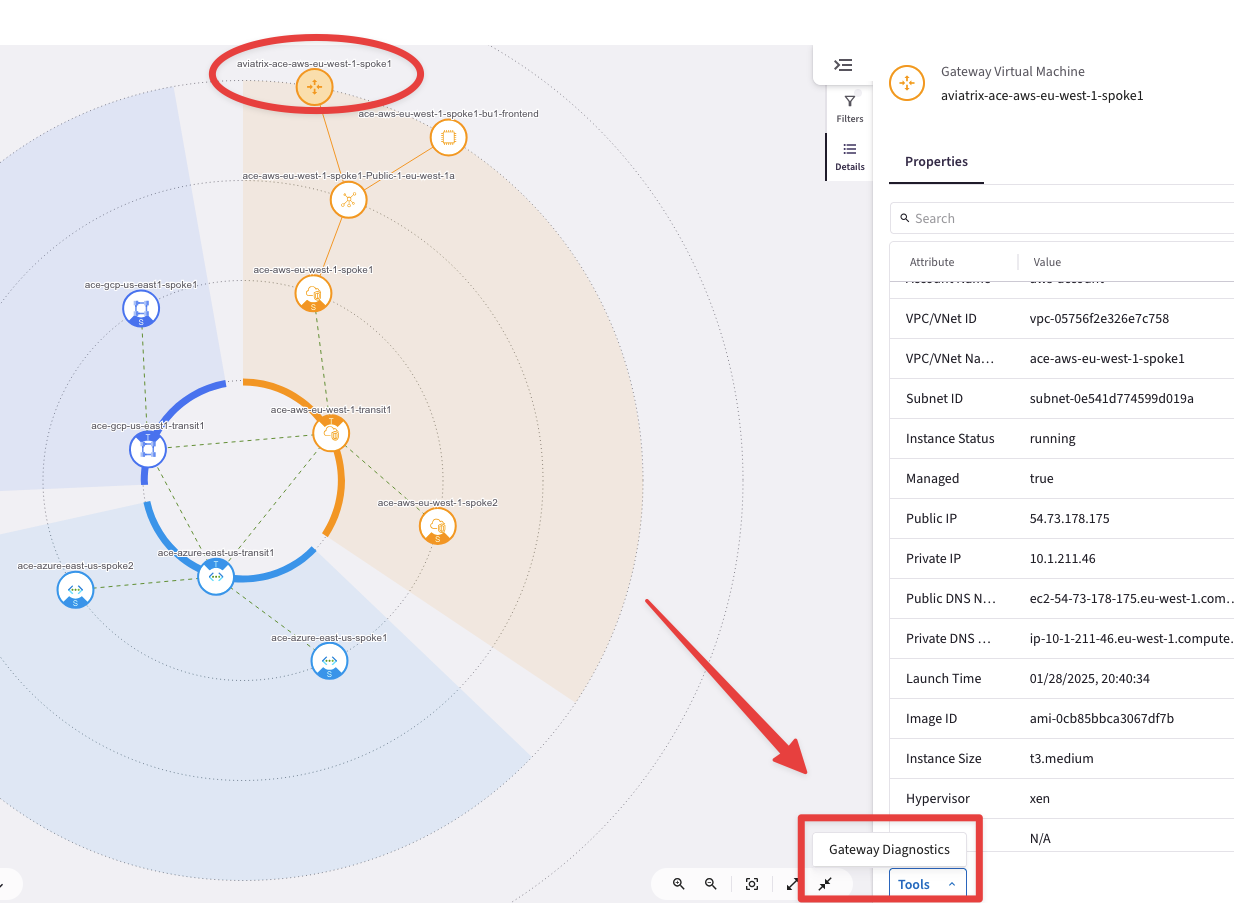 aviatrix-ace-aws-eu-west-1-spoke1
ace-aws-eu-west-1-spoke1-bu1-frontend
ace-aws-eu-west-1-spoke1-Public-1-eu-west-1a
ace-aws-eu-west-1-spoke1
S
ace-gcp-us-east1-spoke1
S
ace-aws-eu-west-1-transit1
T
ace-gcp-us-east1-transit1
T
ace-aws-eu-west-1-spoke2
S
ace-azure-east-us-transit1
T
ace-azure-east-us-spoke2
S
ace-azure-east-us-spoke1
S
Filters
Details
Gateway Virtual Machine
aviatrix-ace-aws-eu-west-1-spoke1
Properties
Search
Attribute Value
VPC/VNet ID vpc-05756f2e326e7c758
VPC/VNet Na… ace-aws-eu-west-1-spoke1
Subnet ID subnet-0e541d774599d019a
Instance Status running
Managed true
Public IP 54.73.178.175
Private IP 10.1.211.46
Public DNS N… ec2-54-73-178-175.eu-west-1.com…
Private DNS … ip-10-1-211-46.eu-west-1.compute.
Launch Time 01/28/2025, 20:40:34
Image ID ami-0cb85bbca3067df7b
Instance Size t3.medium
Hypervisor xen
N/A
Gateway Diagnostics
Tools